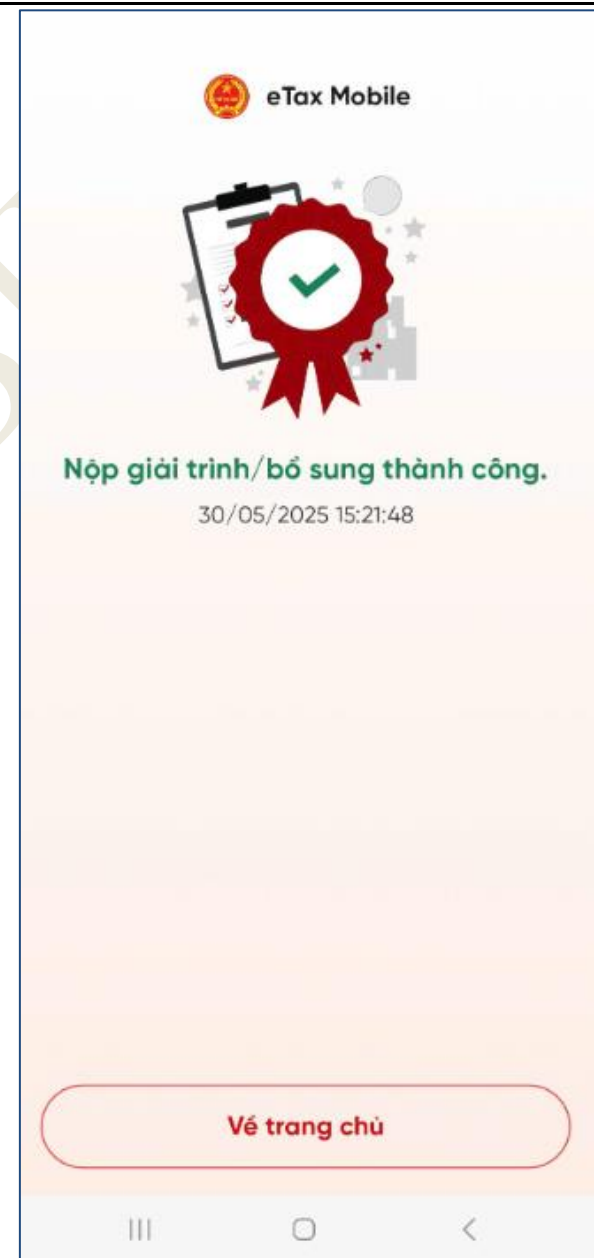 eTax Mobile
Nộp giải trình/bổ sung thành công.
30/05/2025 15:21:48
Về trang chủ